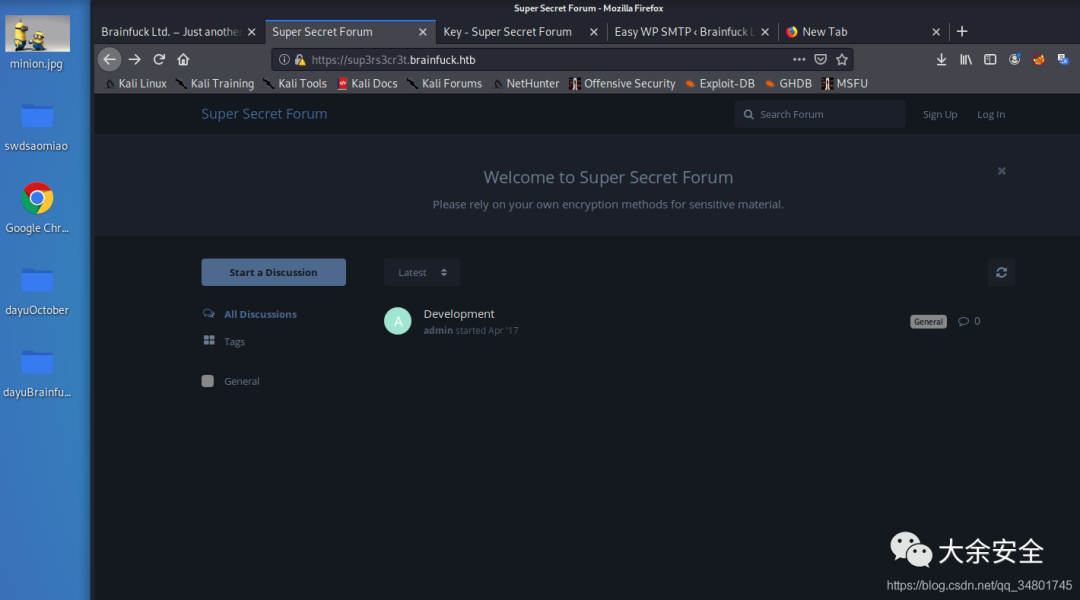 Super Secret Forum - Mozilla Firefox
Brainfuck Ltd. – Just anothe
Super Secret Forum
Key - Super Secret Forum
Easy WP SMTP ‹ Brainfuck L
New Tab
https://sup3rs3cr3t.brainfuck.htb
Kali Linux
Kali Training
Kali Tools
Kali Docs
Kali Forums
NetHunter
Offensive Security
Exploit-DB
GHDB
MSFU
minion.jpg
swdsaomiao
Google Chr...
dayuOctober
dayuBrainfu...
Super Secret Forum
Search Forum
Sign Up
Log In
Welcome to Super Secret Forum
Please rely on your own encryption methods for sensitive material.
Start a Discussion
Latest
All Discussions
Tags
General
A
Development
admin started Apr '17
General
0
大余安全
https://blog.csdn.net/qq_34801745